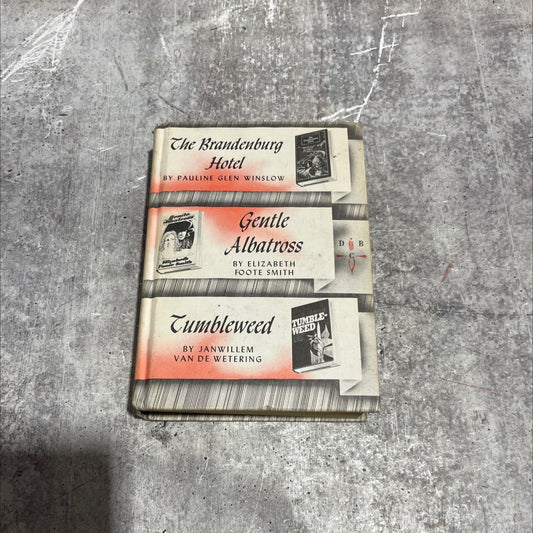 The Brandenburg
Hotel
BY PAULINE GLEN WINSLOW
Gentle
Albatross
BY ELIZABETH
FOOTE SMITH
D B
C
Tumbleweed
BY JANWILLEM
VAN DE WETERING
TUMBLE-
WEED